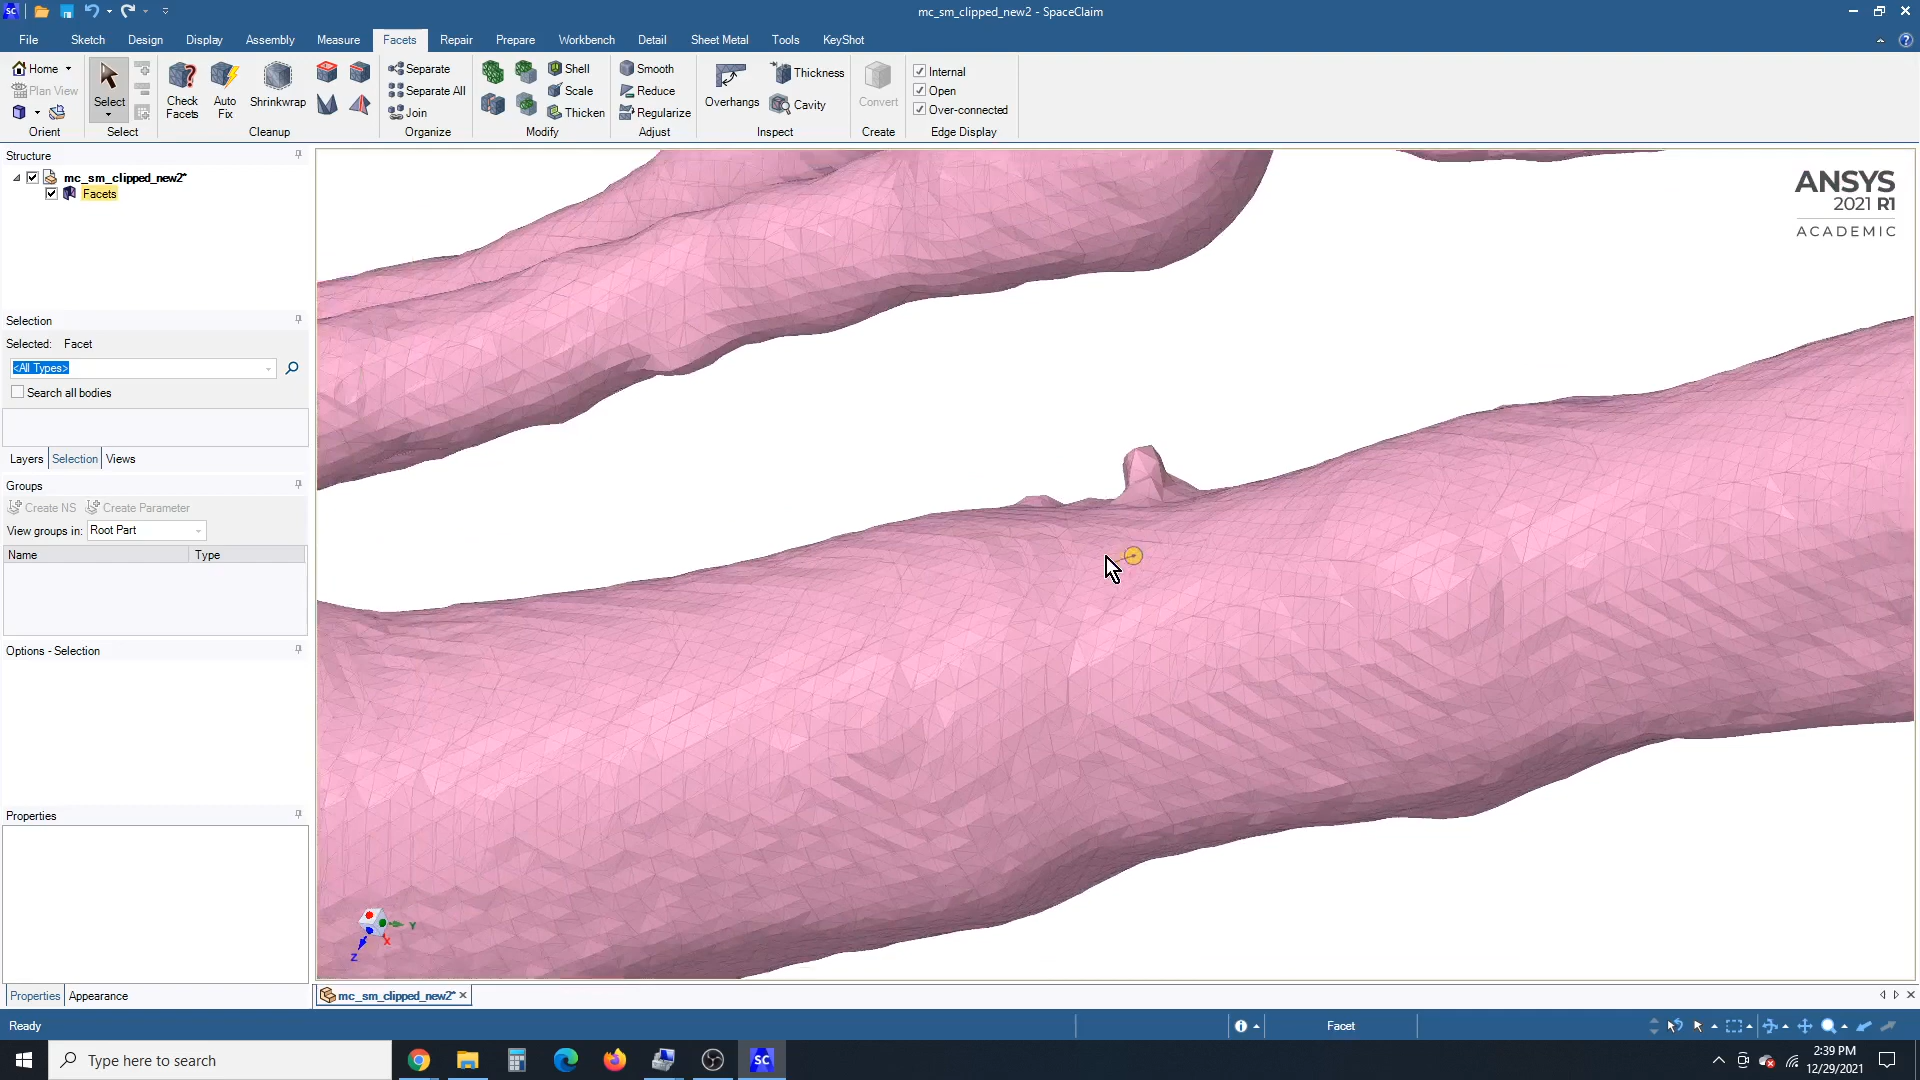 mc_sm_clipped_new2 - SpaceClaim
File Sketch Design Display Assembly Measure Facets Repair Prepare Workbench Detail Sheet Metal Tools KeyShot
Home
Plan View
Orient
Select
Select
Check Facets
Auto Fix
Shrinkwrap
Cleanup
Separate
Separate All
Join
Organize
Shell
Scale
Thicken
Modify
Smooth
Reduce
Regularize
Adjust
Overhangs
Thickness
Cavity
Inspect
Convert
Create
Internal
Open
Over-connected
Edge Display
Structure
mc_sm_clipped_new2*
Facets
ANSYS
2021 R1
ACADEMIC
Selection
Selected: Facet
<All Types>
Search all bodies
Layers Selection Views
Groups
Create NS Create Parameter
View groups in: Root Part
Name Type
Options - Selection
Properties
Y
X
Z
Properties Appearance
mc_sm_clipped_new2*
Ready
Facet
Type here to search
SC
2:39 PM
12/29/2021